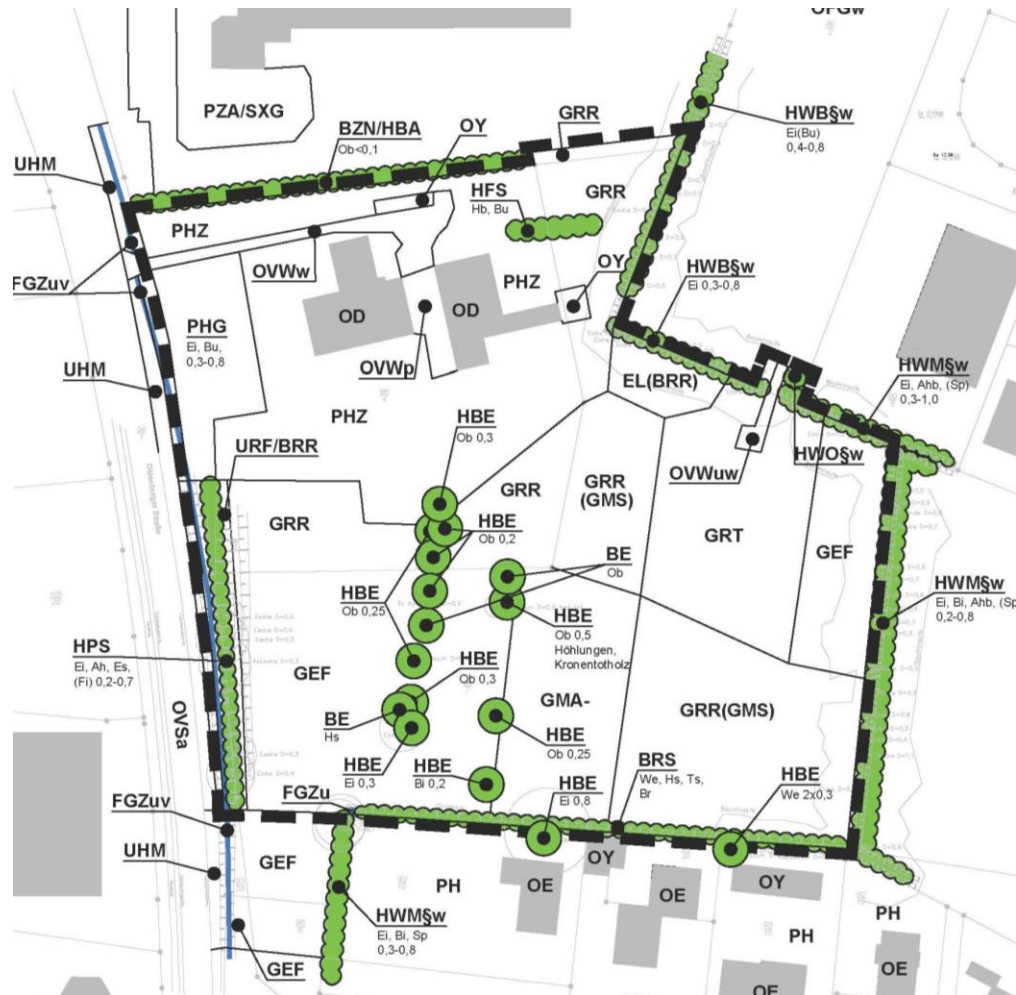 OFGw
PZA/SXG
UHM
BZN/HBA
Ob<0,1
OY
GRR
HWB§w
Ei(Bu)
0,4-0,8
PHZ
GRR
HFS
Hb, Bu
FGZuv
OVWw
PHZ
OY
HWB§w
Ei 0,3-0,8
PHG
Ei, Bu,
0,3-0,8
OD
OD
UHM
OVWp
EL(BRR)
HWM§w
Ei, Ahb, (Sp)
0,3-1,0
PHZ
HBE
Ob 0,3
URF/BRR
GRR
GRR
GRR
(GMS)
OVWuw
HWO§w
HBE
Ob 0,2
GRT
GEF
BE
Ob
HBE
Ob 0,25
HWM§w
Ei, Bi, Ahb, (Sp
0,2-0,8
HBE
Ob 0,5
Höhlungen,
Kronentotholz
HPS
Ei, Ah, Es,
(Fi) 0,2-0,7
GEF
HBE
Ob 0,3
OVSa
GMA-
GRR(GMS)
BE
Hs
HBE
Ob 0,25
HBE
Ei 0,3
HBE
Bi 0,2
BRS
We, Hs, Ts,
Br
HBE
We 2x0,3
FGZu
HBE
Ei 0,8
FGZuv
UHM
GEF
OY
PH
OE
OE
OY
HWM§w
Ei, Bi, Sp
0,3-0,8
PH
PH
GEF
OE
OE